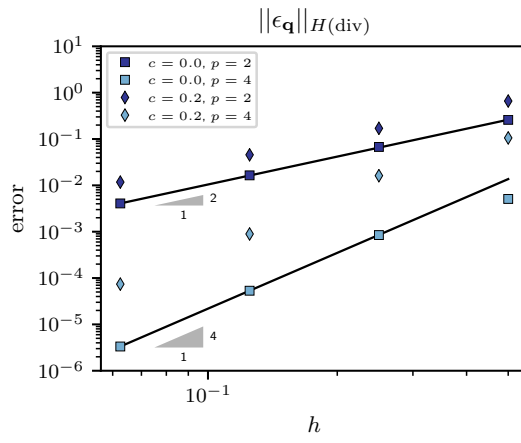 ||ϵ_𝐪||_{H(div)}
10^1
10^0
10^{−1}
10^{−2}
10^{−3}
10^{−4}
10^{−5}
10^{−6}
error
c = 0.0, p = 2
c = 0.0, p = 4
c = 0.2, p = 2
c = 0.2, p = 4
2
1
4
1
10^{−1}
h